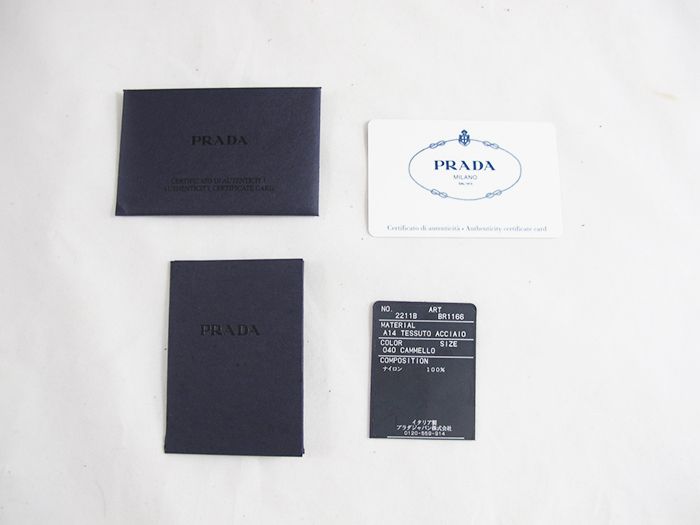 PRADA
CERTIFICATO DI AUTENTICITÀ
AUTHENTICITY CERTIFICATE CARD
PRADA
MILANO
DAL 1913
Certificato di autenticità • Authenticity certificate card
PRADA
NO. ART
2211B BR1166
MATERIAL
A14 TESSUTO ACCIAIO
COLOR SIZE
040 CAMMELLO
COMPOSITION
ナイロン 100%
イタリア製
プラダジャパン株式会社
0120-559-914